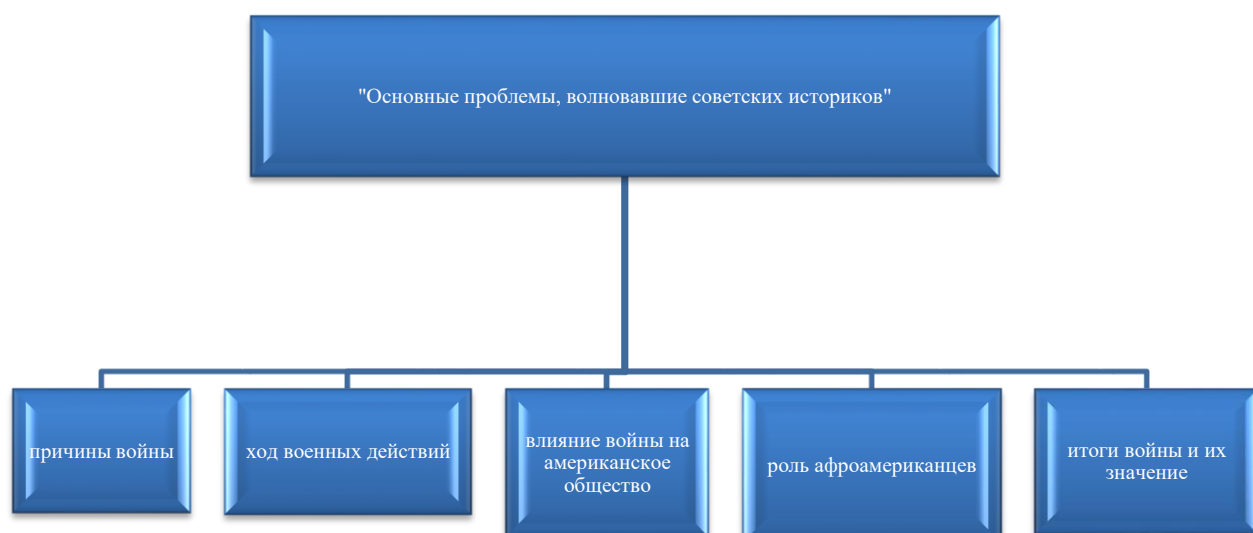 "Основные проблемы, волновавшие советских историков"
причины войны
ход военных действий
влияние войны на
американское
общество
роль афроамериканцев
итоги войны и их
значение